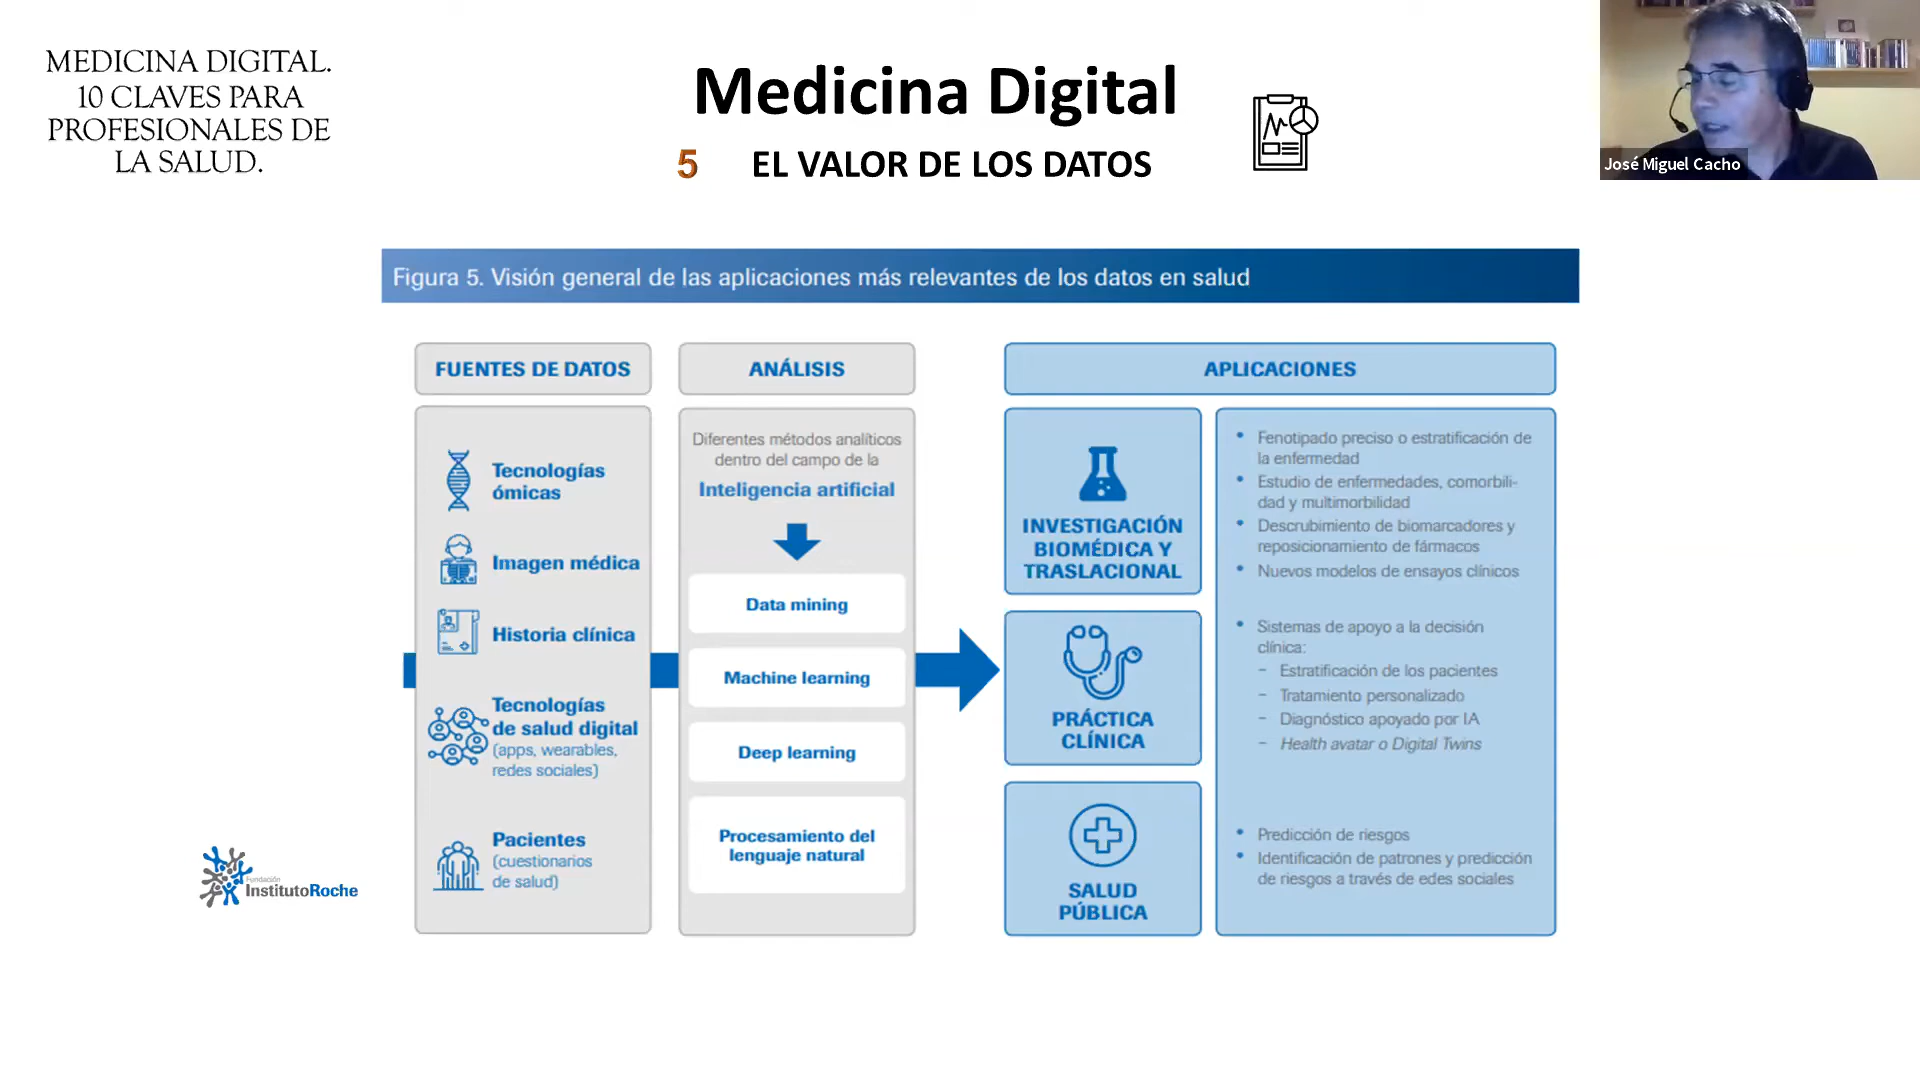 MEDICINA DIGITAL.
10 CLAVES PARA
PROFESIONALES DE
LA SALUD.
Medicina Digital
5 EL VALOR DE LOS DATOS
José Miguel Cacho
Figura 5. Visión general de las aplicaciones más relevantes de los datos en salud
FUENTES DE DATOS
Tecnologías
ómicas
Imagen médica
Historia clínica
Tecnologías
de salud digital
(apps, wearables,
redes sociales)
Pacientes
(cuestionarios
de salud)
ANÁLISIS
Diferentes métodos analíticos
dentro del campo de la
Inteligencia artificial
Data mining
Machine learning
Deep learning
Procesamiento del
lenguaje natural
APLICACIONES
INVESTIGACIÓN
BIOMÉDICA Y
TRASLACIONAL
• Fenotipado preciso o estratificación de
la enfermedad
• Estudio de enfermedades, comorbili-
dad y multimorbilidad
• Descrubimiento de biomarcadores y
reposicionamiento de fármacos
• Nuevos modelos de ensayos clínicos
PRÁCTICA
CLÍNICA
• Sistemas de apoyo a la decisión
clínica:
– Estratificación de los pacientes
– Tratamiento personalizado
– Diagnóstico apoyado por IA
– Health avatar o Digital Twins
SALUD
PÚBLICA
• Predicción de riesgos
• Identificación de patrones y predicción
de riesgos a través de edes sociales
Fundación
InstitutoRoche